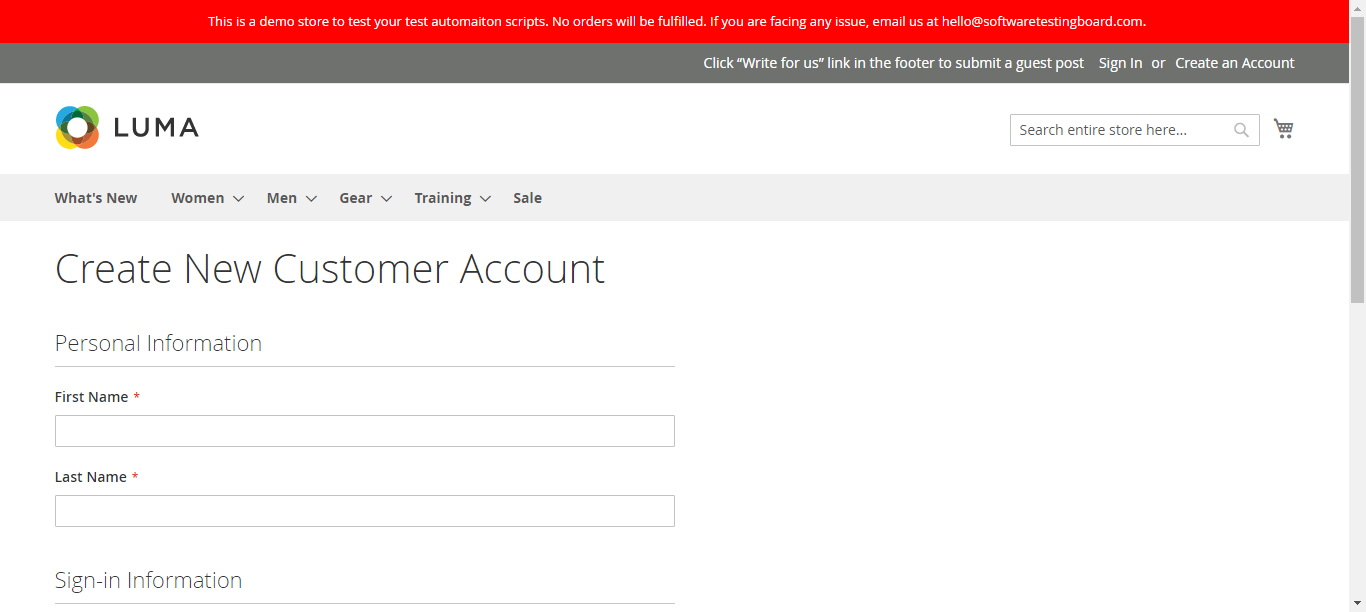 This is a demo store to test your test automaiton scripts. No orders will be fulfilled. If you are facing any issue, email us at hello@softwaretestingboard.com.
Click “Write for us” link in the footer to submit a guest post Sign In or Create an Account
LUMA
Search entire store here...
What's New Women Men Gear Training Sale
Create New Customer Account
Personal Information
First Name *
Last Name *
Sign-in Information